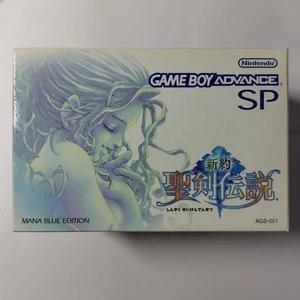 Nintendo
GAME BOY ADVANCE
SP
新約
聖剣伝説
しんやく せいけんでんせつ
MANA BLUE EDITION
AGS-001